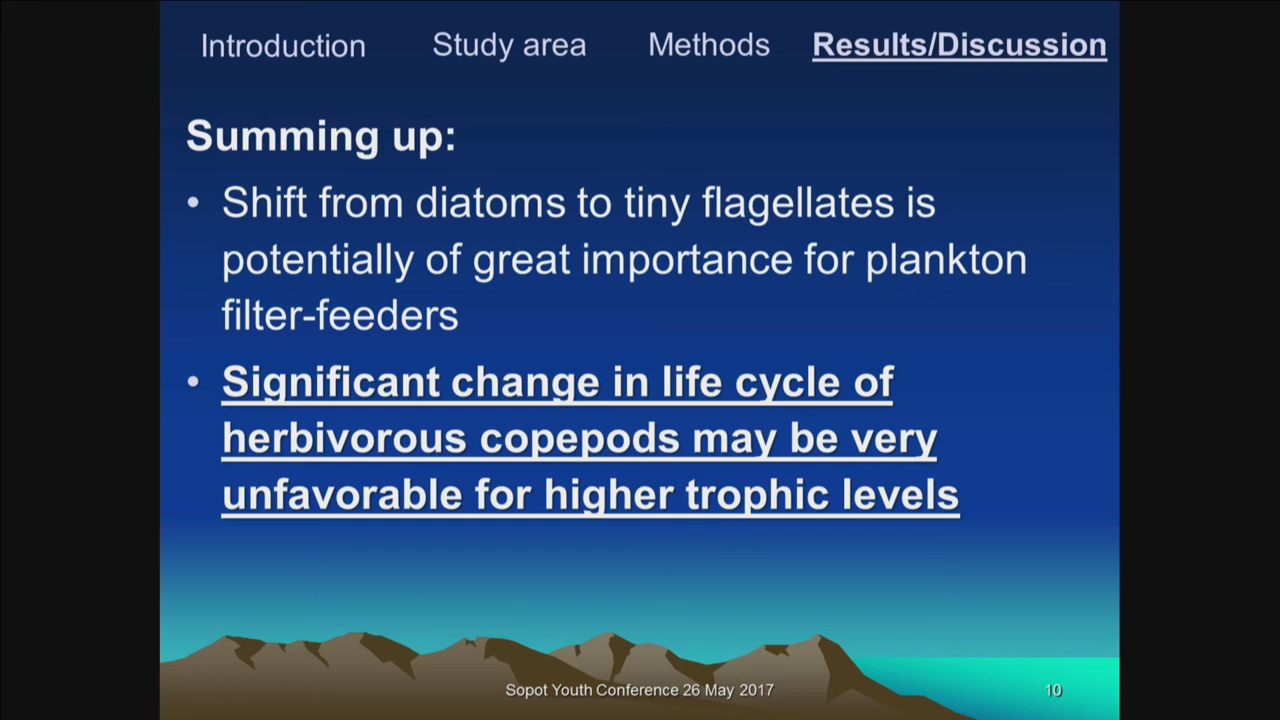 Introduction Study area Methods Results/Discussion
Summing up:
• Shift from diatoms to tiny flagellates is
potentially of great importance for plankton
filter-feeders
• Significant change in life cycle of
herbivorous copepods may be very
unfavorable for higher trophic levels
Sopot Youth Conference 26 May 2017 10